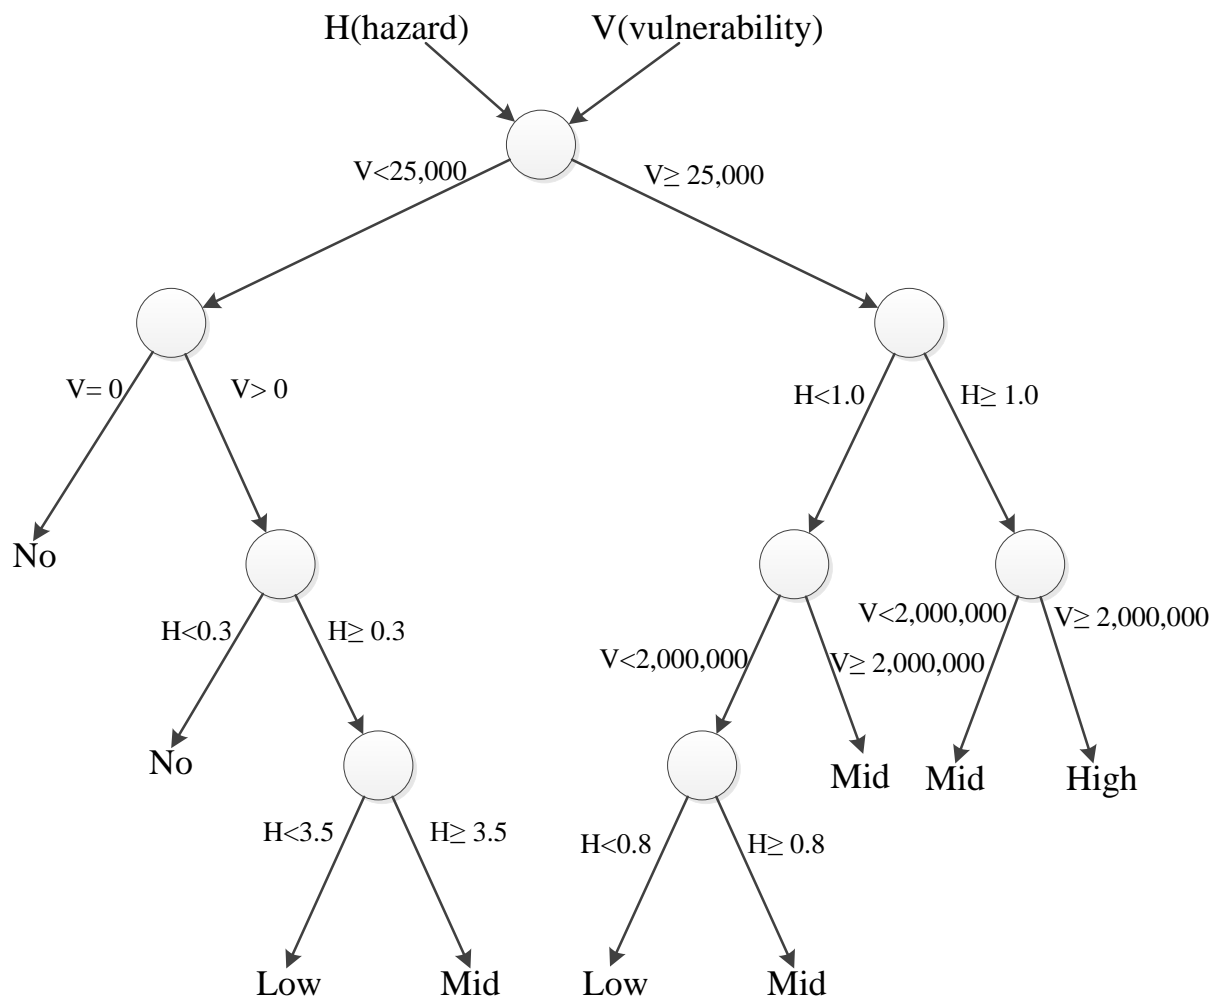 H(hazard)
V(vulnerability)
V<25,000
V≥ 25,000
V= 0
V> 0
H<1.0
H≥ 1.0
No
H<0.3
H≥ 0.3
V<2,000,000
V≥ 2,000,000
V<2,000,000
V≥ 2,000,000
No
Mid
Mid
High
H<3.5
H≥ 3.5
H<0.8
H≥ 0.8
Low
Mid
Low
Mid